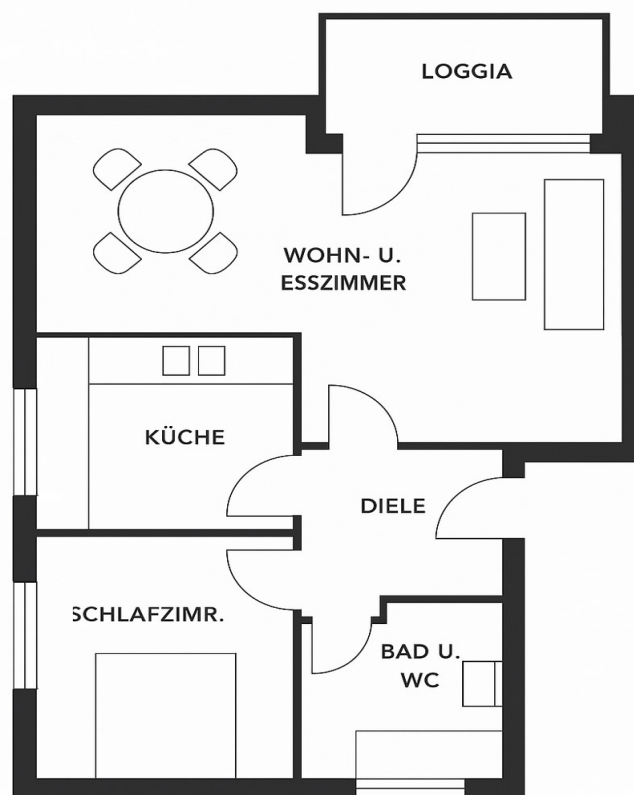 LOGGIA
WOHN- U.
ESSZIMMER
KÜCHE
DIELE
SCHLAFZIMR.
BAD U.
WC